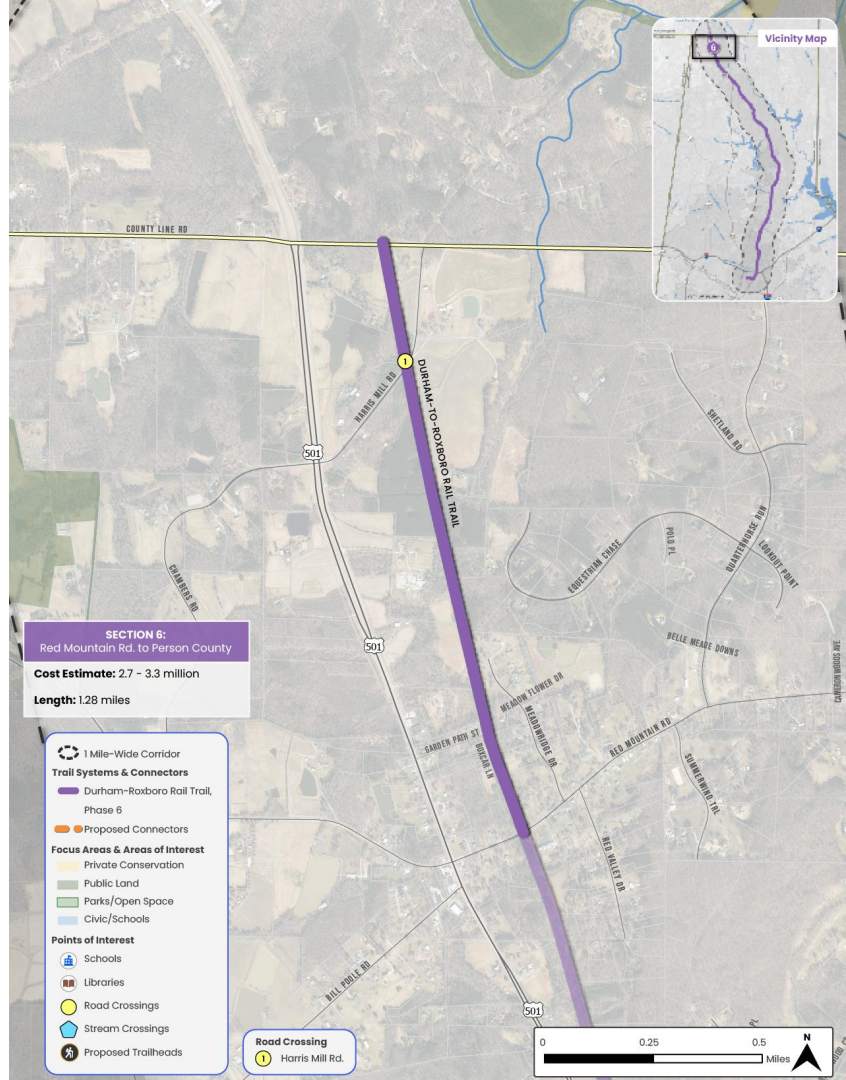 Vicinity Map
6
COUNTY LINE RD
1
HARRIS MILL RD
DURHAM-TO-ROXBORO RAIL TRAIL
501
SHETLAND RD
CHAMBERS RD
EQUESTRIAN CHASE
POLO PL
QUARTERHORSE RUN
LOOKOUT POINT
SECTION 6:
Red Mountain Rd. to Person County
Cost Estimate: 2.7 - 3.3 million
Length: 1.28 miles
501
BELLE MEADE DOWNS
CAMERON WOODS AVE
MEADOW FLOWER DR
MEADOWRIDGE DR
GARDEN PATH ST
BOXCAR LN
RED MOUNTAIN RD
SUMMERWIND TRL
RED VALLEY DR
BILL POOLE RD
501
PL
1 Mile-Wide Corridor
Trail Systems & Connectors
Durham-Roxboro Rail Trail,
Phase 6
Proposed Connectors
Focus Areas & Areas of Interest
Private Conservation
Public Land
Parks/Open Space
Civic/Schools
Points of Interest
Schools
Libraries
Road Crossings
Stream Crossings
Proposed Trailheads
Road Crossing
1 Harris Mill Rd.
0 0.25 0.5
Miles
N